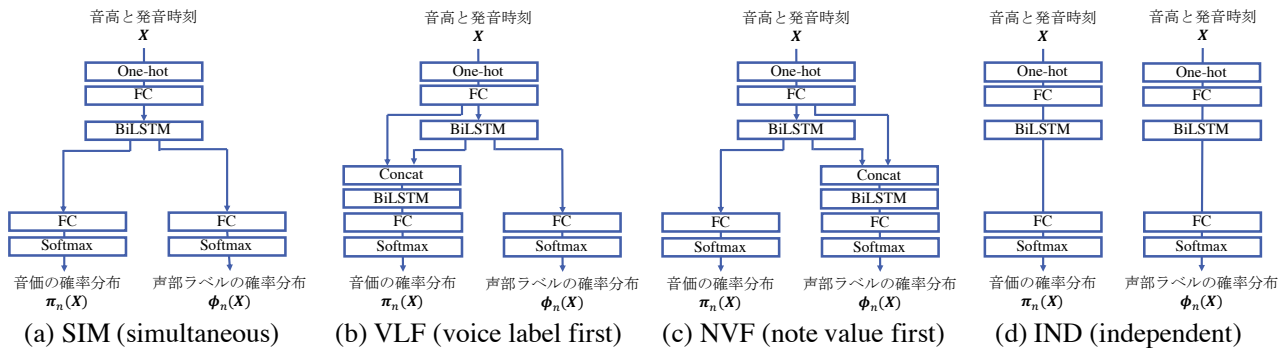 音高と発音時刻
X
One-hot
FC
BiLSTM
FC
Softmax
音価の確率分布
πn(X)
FC
Softmax
声部ラベルの確率分布
ϕn(X)
(a) SIM (simultaneous)
音高と発音時刻
X
One-hot
FC
BiLSTM
Concat
BiLSTM
FC
Softmax
音価の確率分布
πn(X)
FC
Softmax
声部ラベルの確率分布
ϕn(X)
(b) VLF (voice label first)
音高と発音時刻
X
One-hot
FC
BiLSTM
FC
Softmax
音価の確率分布
πn(X)
Concat
BiLSTM
FC
Softmax
声部ラベルの確率分布
ϕn(X)
(c) NVF (note value first)
音高と発音時刻
X
One-hot
FC
BiLSTM
FC
Softmax
音価の確率分布
πn(X)
音高と発音時刻
X
One-hot
FC
BiLSTM
FC
Softmax
声部ラベルの確率分布
ϕn(X)
(d) IND (independent)